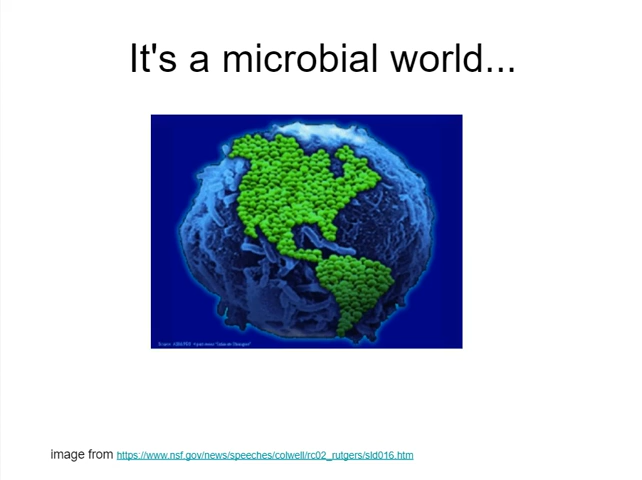 It's a microbial world...
image from https://www.nsf.gov/news/speeches/colwell/rc02_rutgers/sld016.htm